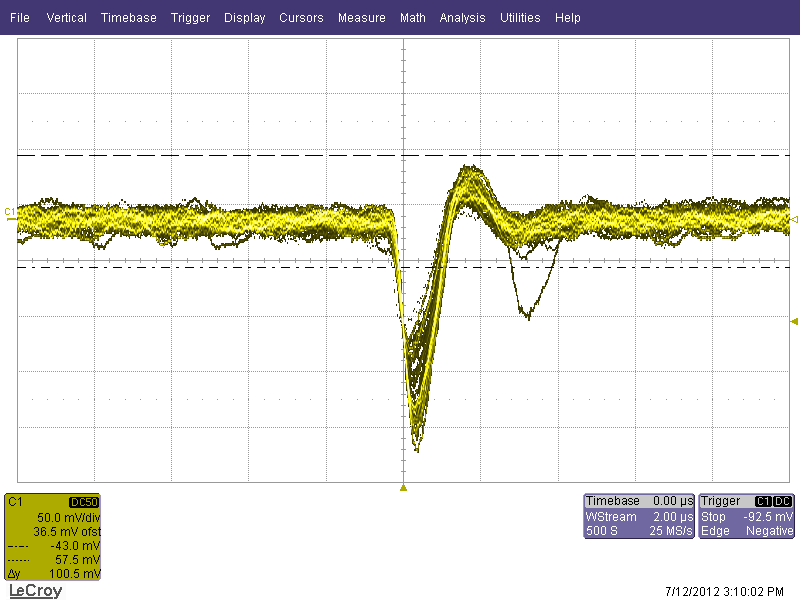 File Vertical Timebase Trigger Display Cursors Measure Math Analysis Utilities Help
C1
C1 DC50
50.0 mV/div
36.5 mV ofst
-43.0 mV
57.5 mV
Δy 100.5 mV
Timebase 0.00 µs
WStream 2.00 µs
500 S 25 MS/s
Trigger C1 DC
Stop -92.5 mV
Edge Negative
LeCroy
7/12/2012 3:10:02 PM